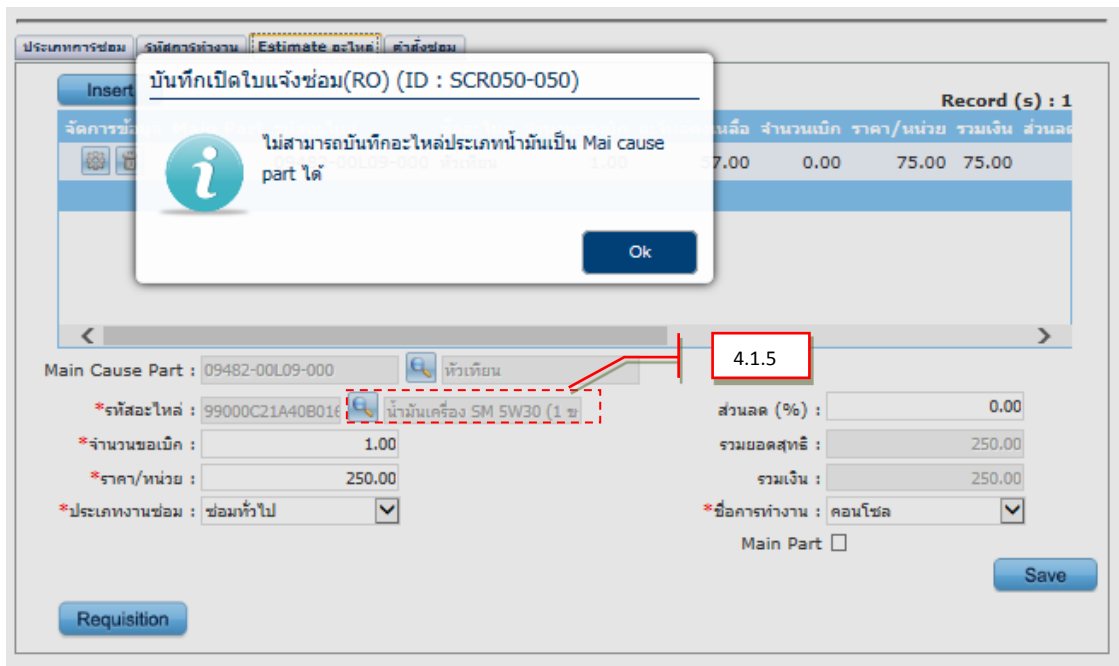 ประเภทการซ่อม รหัสการทำงาน Estimate อะไหล่ คำสั่งซ่อม
บันทึกเปิดใบแจ้งซ่อม(RO) (ID : SCR050-050)
Insert
Record (s) : 1
จำนวนเบิก ราคา/หน่วย รวมเงิน ส่วนลด
ไม่สามารถบันทึกอะไหล่ประเภทน้ำมันเป็น Mai cause
part ได้
7.00 0.00 75.00 75.00
Ok
4.1.5
Main Cause Part : 09482-00L09-000 หัวเทียน
*รหัสอะไหล่ : 99000C21A40B016 น้ำมันเครื่อง SM 5W30 (1 ข ส่วนลด (%) : 0.00
*จำนวนขอเบิก : 1.00 รวมยอดสุทธิ : 250.00
*ราคา/หน่วย : 250.00 รวมเงิน : 250.00
*ประเภทงานซ่อม : ซ่อมทั่วไป *ชื่อการทำงาน : คอนโซล
Main Part
Save
Requisition